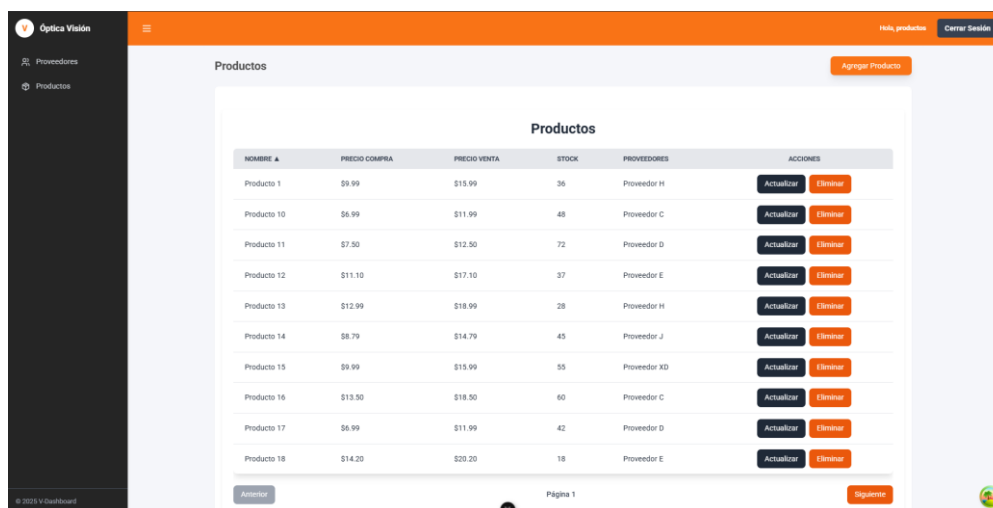 V Óptica Visión
Hola, productos
Cerrar Sesión
Proveedores
Productos
© 2025 V-Dashboard
Productos
Agregar Producto
Productos
NOMBRE ▲ PRECIO COMPRA PRECIO VENTA STOCK PROVEEDORES ACCIONES
Producto 1 $9.99 $15.99 36 Proveedor H Actualizar Eliminar
Producto 10 $6.99 $11.99 48 Proveedor C Actualizar Eliminar
Producto 11 $7.50 $12.50 72 Proveedor D Actualizar Eliminar
Producto 12 $11.10 $17.10 37 Proveedor E Actualizar Eliminar
Producto 13 $12.99 $18.99 28 Proveedor H Actualizar Eliminar
Producto 14 $8.79 $14.79 45 Proveedor J Actualizar Eliminar
Producto 15 $9.99 $15.99 55 Proveedor XD Actualizar Eliminar
Producto 16 $13.50 $18.50 60 Proveedor C Actualizar Eliminar
Producto 17 $6.99 $11.99 42 Proveedor D Actualizar Eliminar
Producto 18 $14.20 $20.20 18 Proveedor E Actualizar Eliminar
Anterior Página 1 Siguiente